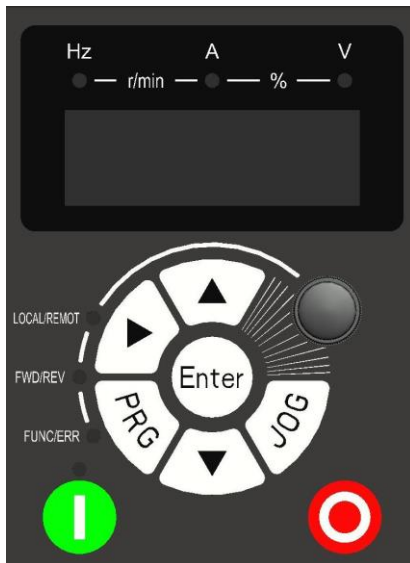 Hz A V
r/min %
LOCAL/REMOT
FWD/REV
Enter
PRG
JOG
FUNC/ERR